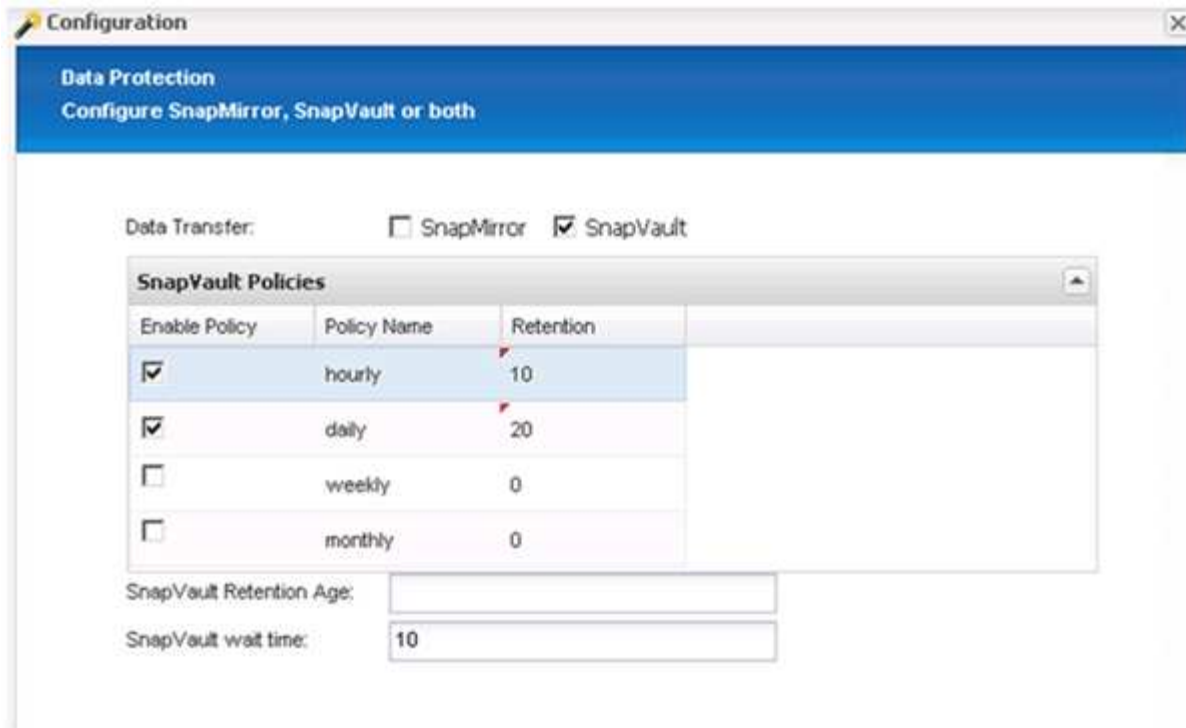 Configuration
Data Protection
Configure SnapMirror, SnapVault or both
Data Transfer: SnapMirror SnapVault
SnapVault Policies
Enable Policy Policy Name Retention
hourly 10
daily 20
weekly 0
monthly 0
SnapVault Retention Age:
SnapVault wait time: 10